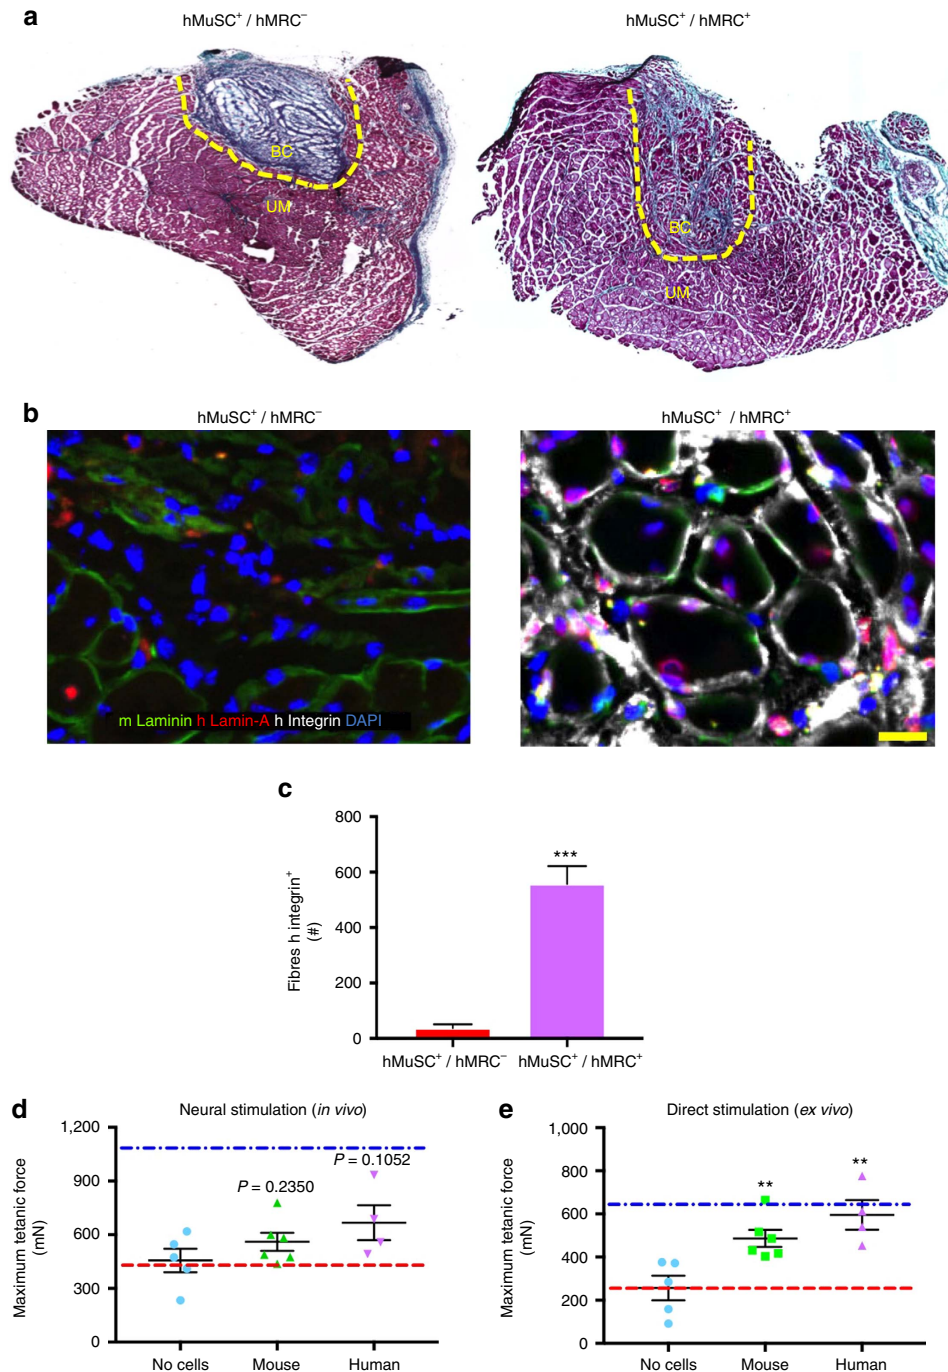 a
hMuSC⁺ / hMRC⁻
hMuSC⁺ / hMRC⁺
BC
UM
BC
UM
b
hMuSC⁺ / hMRC⁻
hMuSC⁺ / hMRC⁺
m Laminin h Lamin-A h Integrin DAPI
c
Fibres h integrin⁺
(#)
800
600
400
200
0
***
hMuSC⁺ / hMRC⁻
hMuSC⁺ / hMRC⁺
d
Neural stimulation (in vivo)
Maximum tetanic force
(mN)
1,200
900
600
300
0
P = 0.2350
P = 0.1052
No cells
Mouse
Human
e
Direct stimulation (ex vivo)
Maximum tetanic force
(mN)
1,000
800
600
400
200
0
**
**
No cells
Mouse
Human